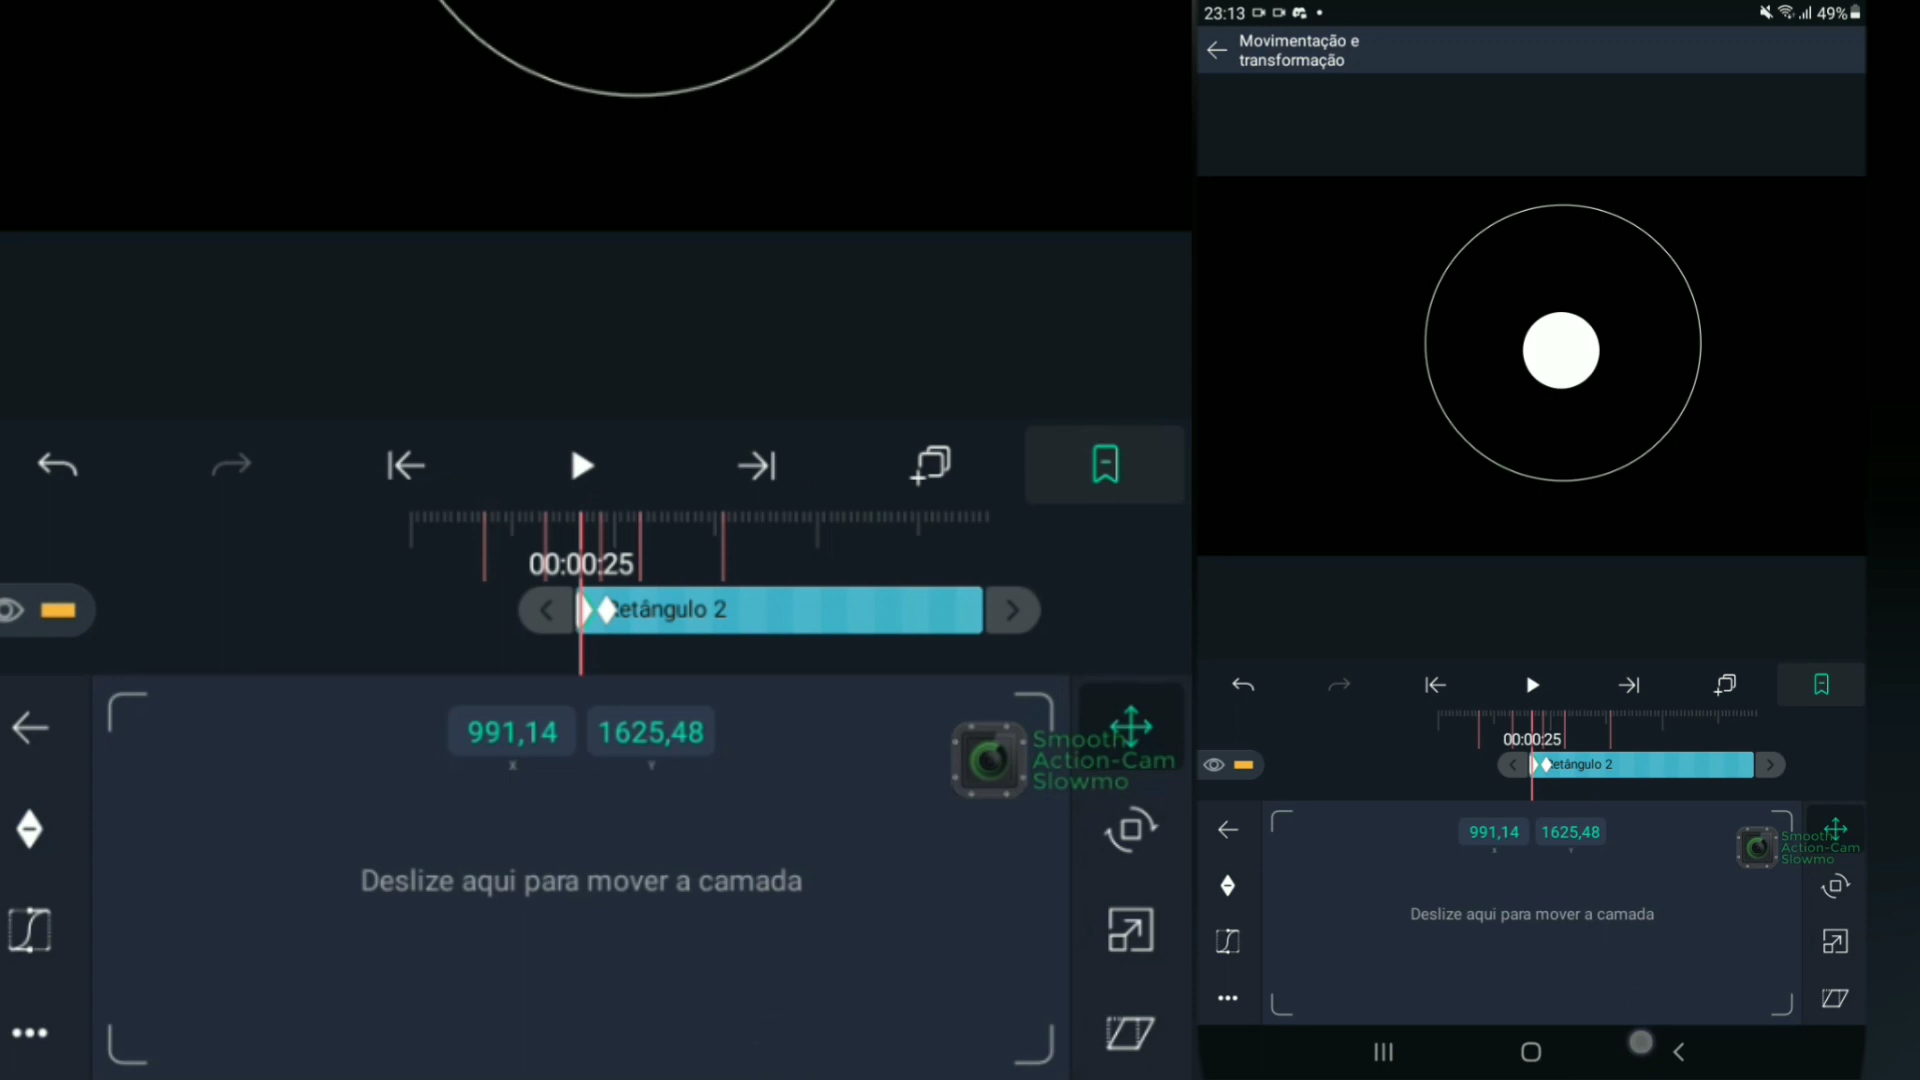 23:13
49%
Movimentação e
transformação
00:00:25
Retângulo 2
991,14 1625,48
X Y
Smooth
Action-Cam
Slowmo
Deslize aqui para mover a camada
00:00:25
Retângulo 2
991,14 1625,48
X Y
Smooth
Action-Cam
Slowmo
Deslize aqui para mover a camada